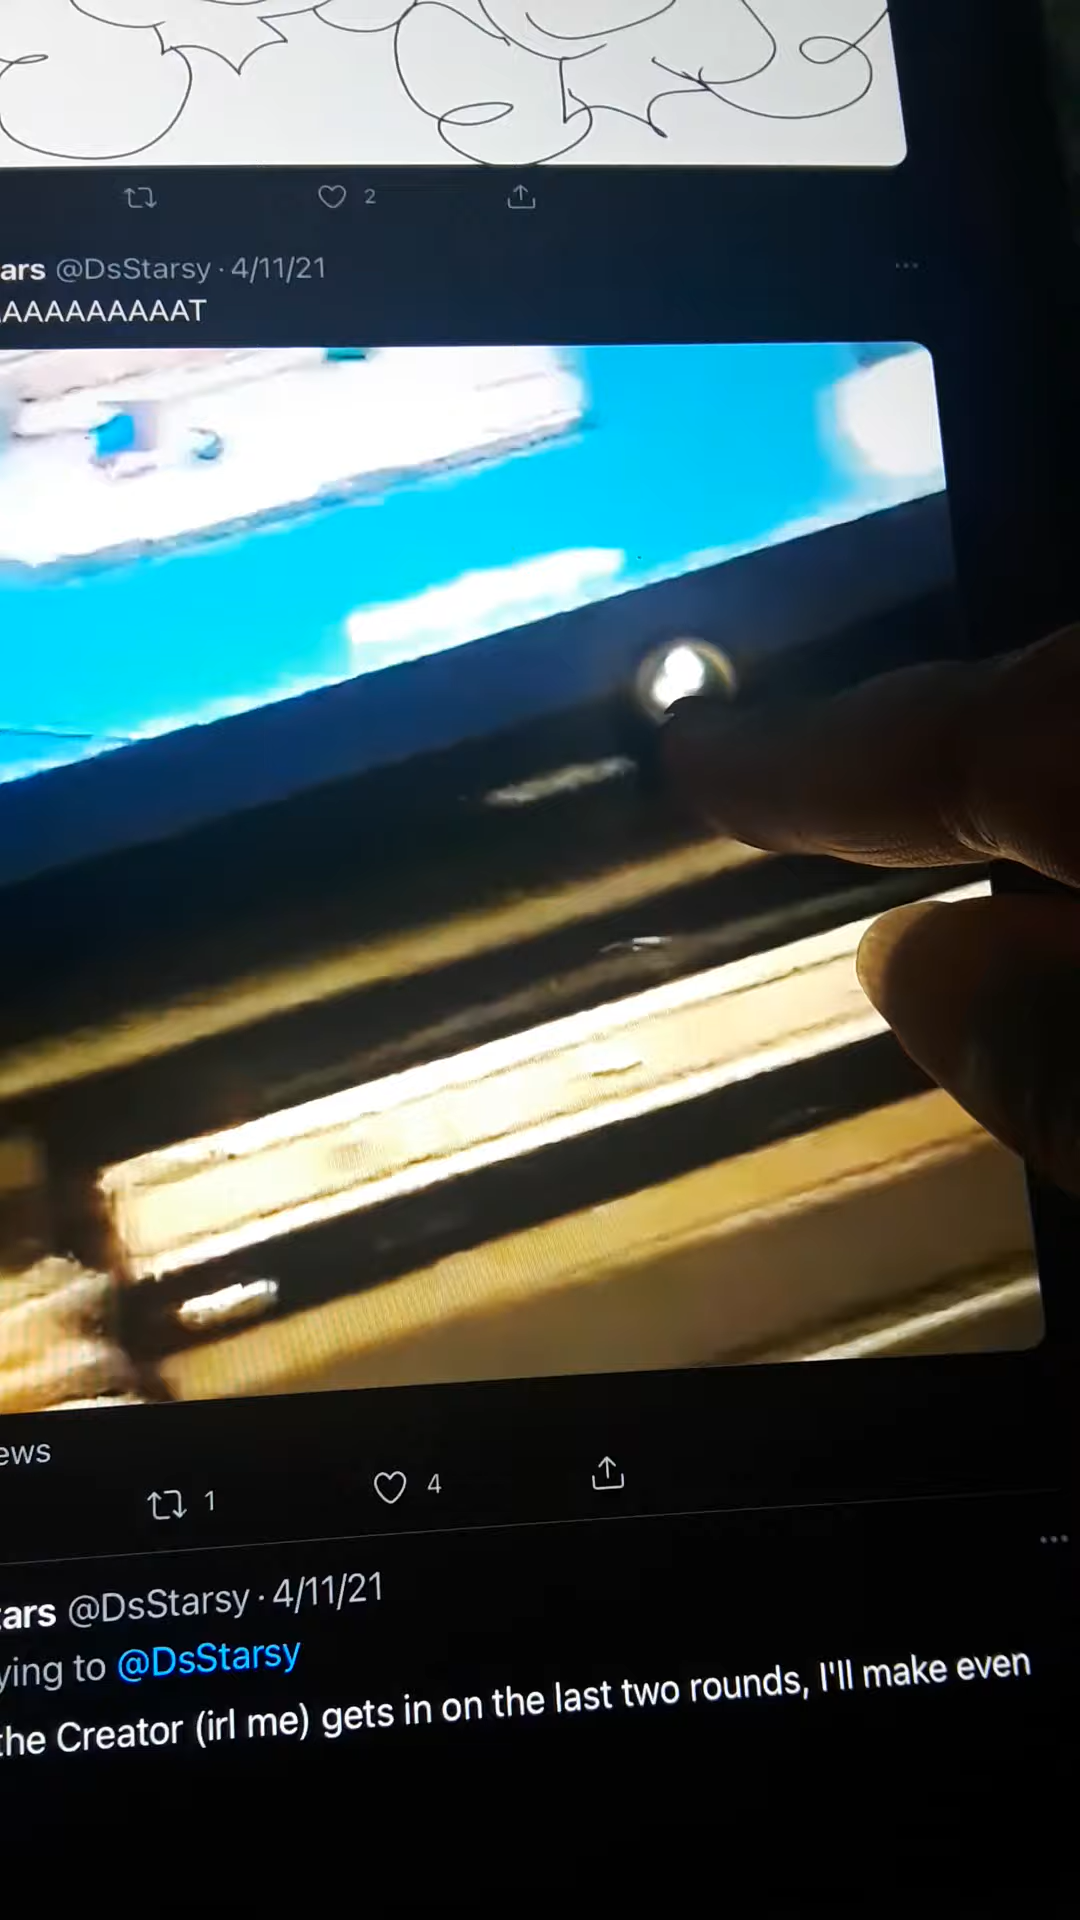 2
ars @DsStarsy · 4/11/21
AAAAAAAAAT
ews
1
4
ars @DsStarsy · 4/11/21
ying to @DsStarsy
the Creator (irl me) gets in on the last two rounds, I'll make even